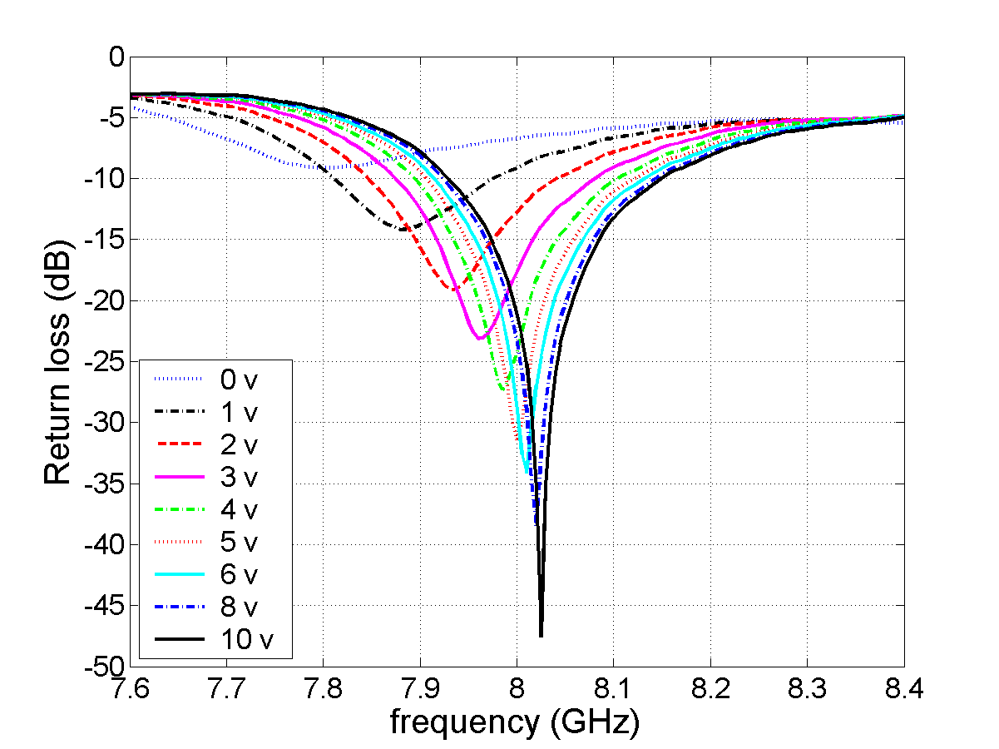 0
-5
-10
-15
-20
-25
-30
-35
-40
-45
-50
Return loss (dB)
0 v
1 v
2 v
3 v
4 v
5 v
6 v
8 v
10 v
7.6 7.7 7.8 7.9 8 8.1 8.2 8.3 8.4
frequency (GHz)